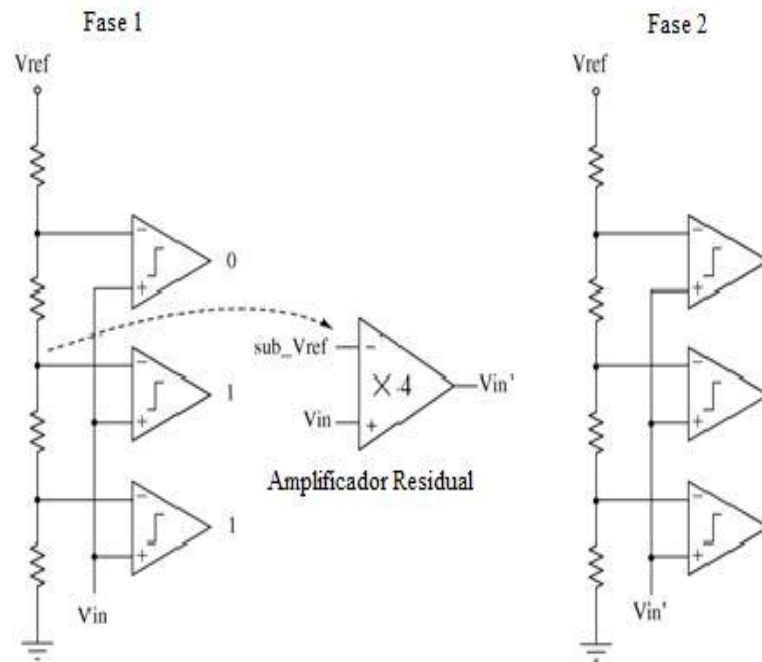 Fase 1
Fase 2
Vref
Vref
0
sub_Vref
×4
Vin'
1
Vin
Amplificador Residual
1
Vin
Vin'